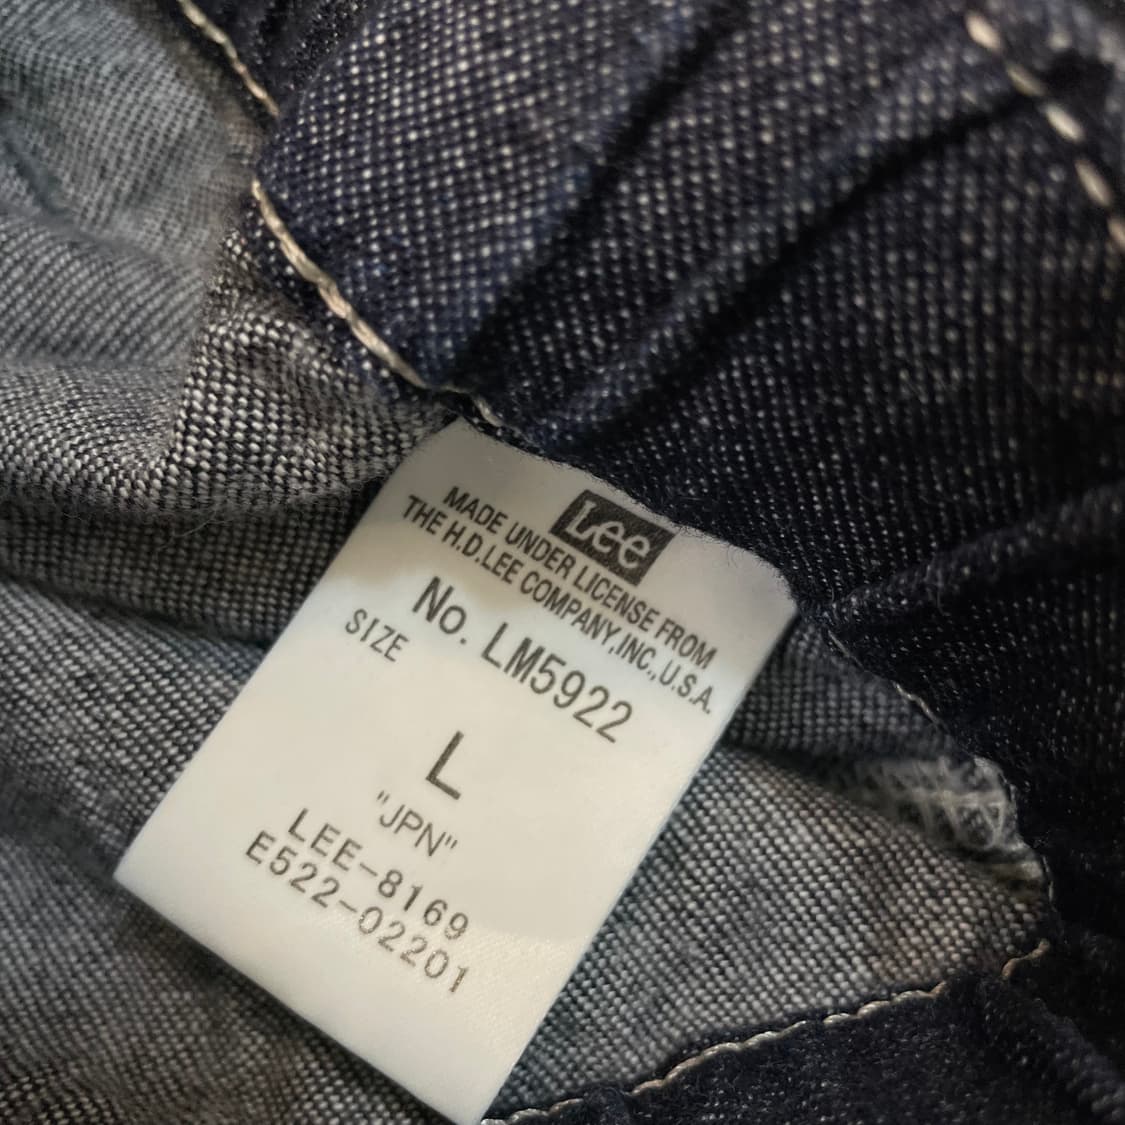 Lee
MADE UNDER LICENSE FROM
THE H.D.LEE COMPANY,INC.,U.S.A.
No. LM5922
SIZE
L
"JPN"
LEE-8169
E522-02201